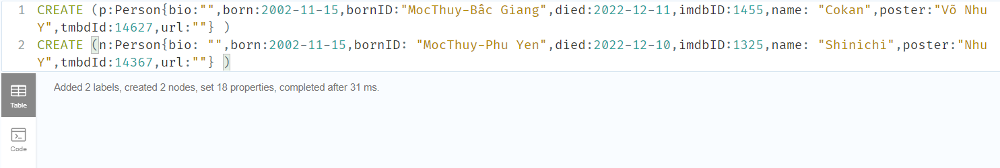 1 CREATE (p:Person{bio:"",born:2002-11-15,bornID:"MocThuy-Bắc Giang",died:2022-12-11,imdbID:1455,name: "Cokan",poster:"Võ Nhu
Y",tmbdId:14627,url:""} )
2 CREATE (n:Person{bio: "",born:2002-11-15,bornID: "MocThuy-Phu Yen",died:2022-12-10,imdbID:1325,name: "Shinichi",poster:"Nhu
Y",tmbdId:14367,url:""} )
Added 2 labels, created 2 nodes, set 18 properties, completed after 31 ms.
Table
Code